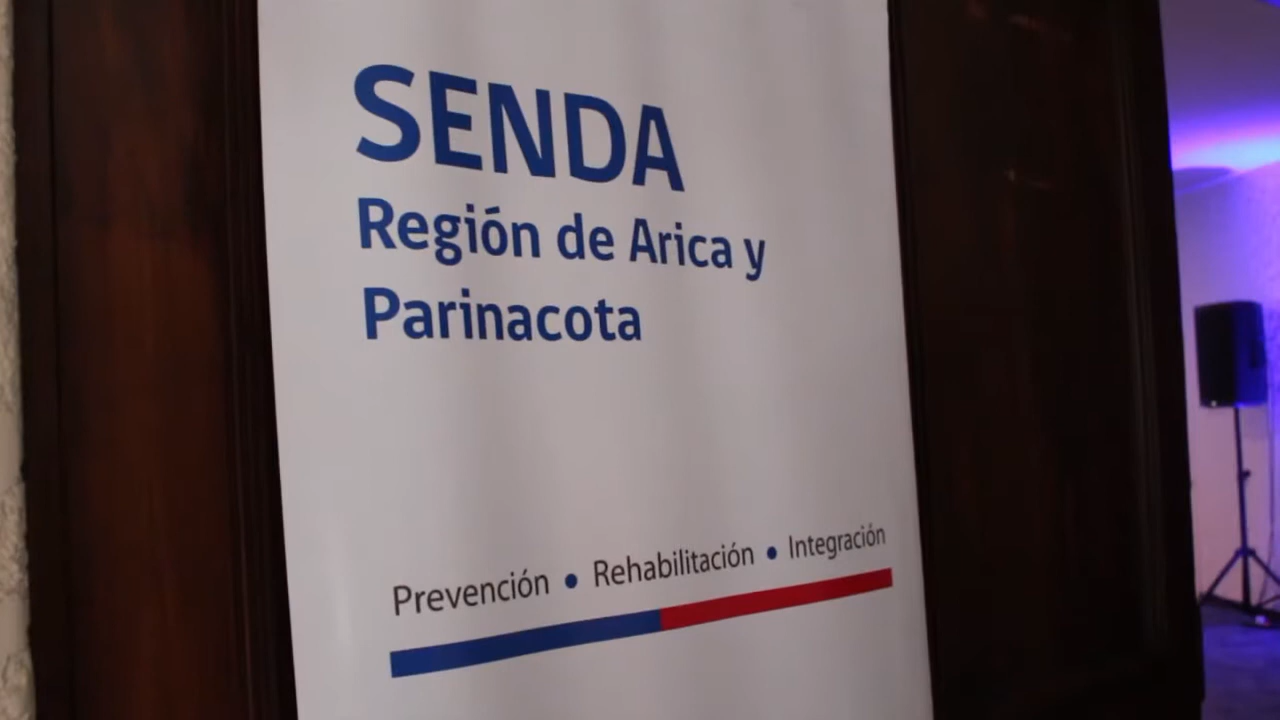 SENDA
Región de Arica y
Parinacota
Prevención • Rehabilitación • Integración